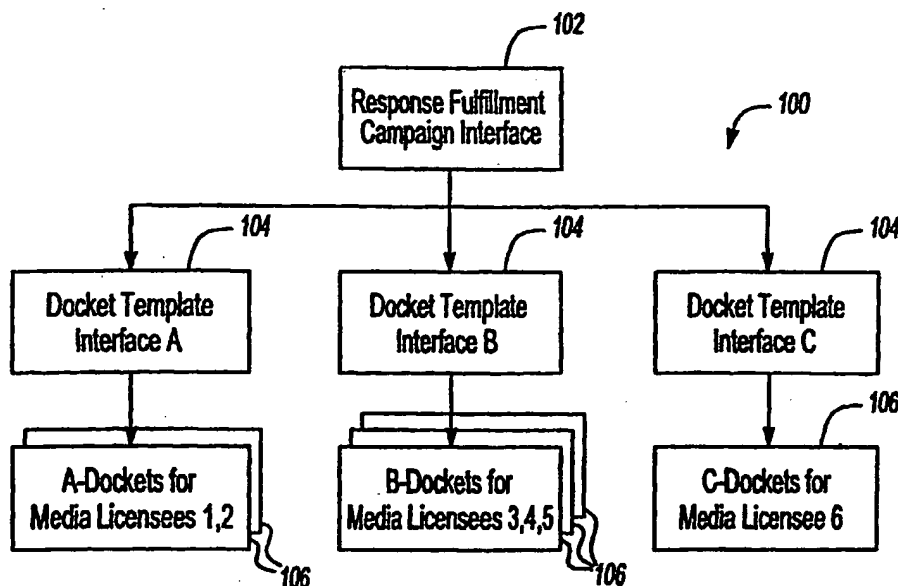 102
Response Fulfillment
Campaign Interface
100
104
104
104
Docket Template
Interface A
Docket Template
Interface B
Docket Template
Interface C
106
A-Dockets for
Media Licensees 1,2
B-Dockets for
Media Licensees 3,4,5
C-Dockets for
Media Licensee 6
106
106